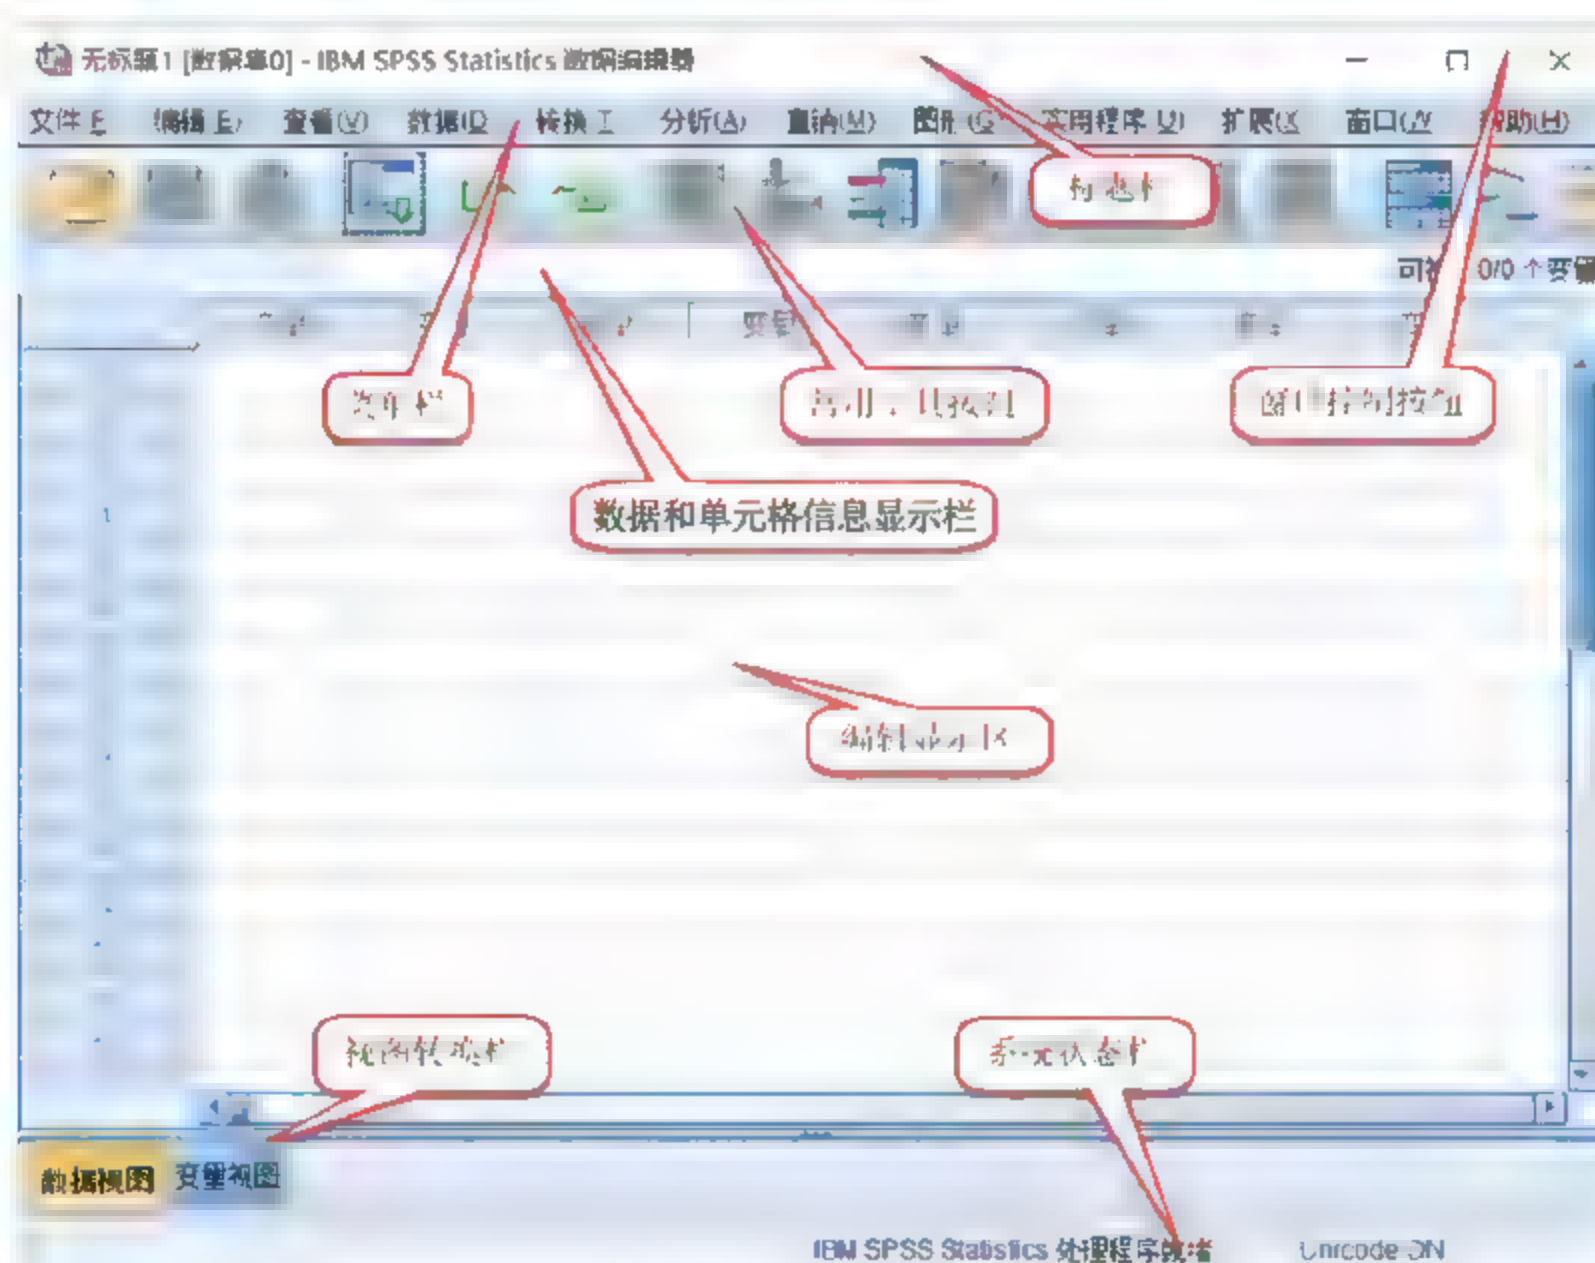 无标题1 [数据集0] - IBM SPSS Statistics 数据编辑器
文件 F 编辑 E) 查看(V) 数据(D 转换 T 分析(A) 直销(M) 图形(G 实用程序 U) 扩展(X 窗口(W 帮助(H)
标题栏
0/0 个变量
变量
菜单栏
常用工具按钮
窗口控制按钮
数据和单元格信息显示栏
1
编辑显示区
视图转换栏
系统状态栏
数据视图 变量视图
IBM SPSS Statistics 处理程序就绪 Unicode ON